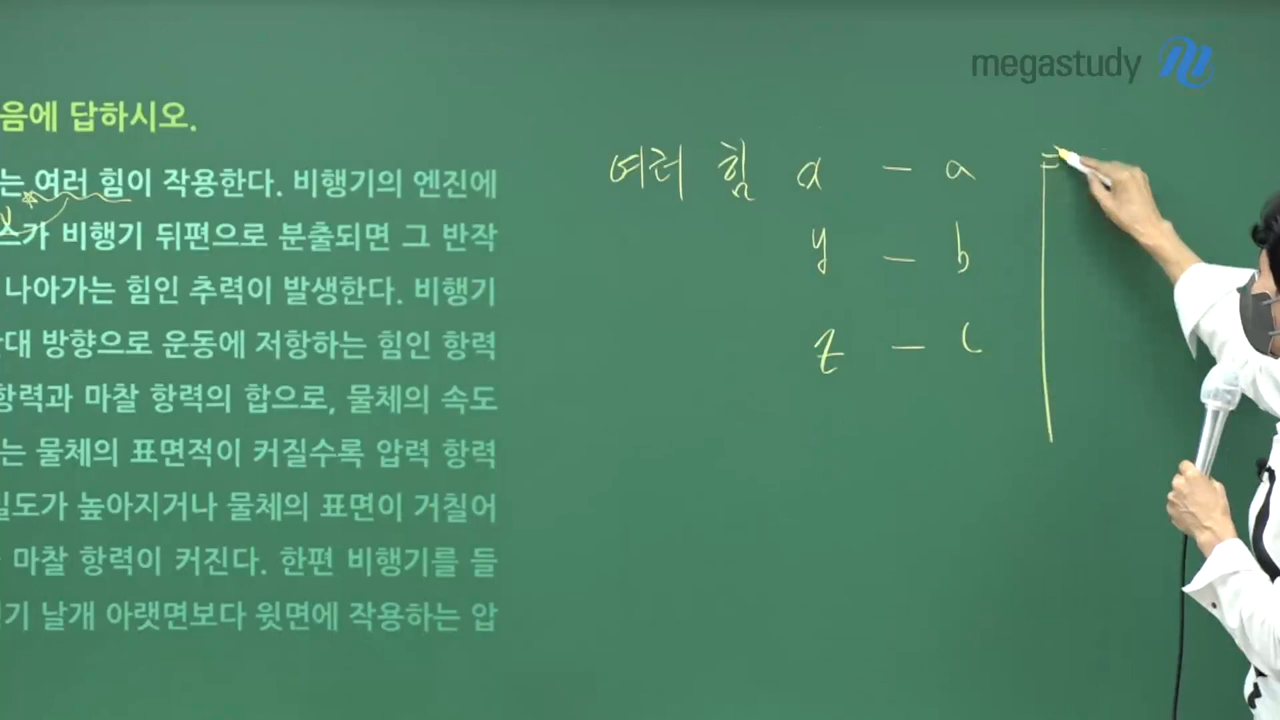 megastudy
음에 답하시오.
는 여러 힘이 작용한다. 비행기의 엔진에
스가 비행기 뒤편으로 분출되면 그 반작
나아가는 힘인 추력이 발생한다. 비행기
대 방향으로 운동에 저항하는 힘인 항력
항력과 마찰 항력의 합으로, 물체의 속도
는 물체의 표면적이 커질수록 압력 항력
밀도가 높아지거나 물체의 표면이 거칠어
마찰 항력이 커진다. 한편 비행기를 들
기 날개 아랫면보다 윗면에 작용하는 압
여러 힘 x - a
y - b
z - c